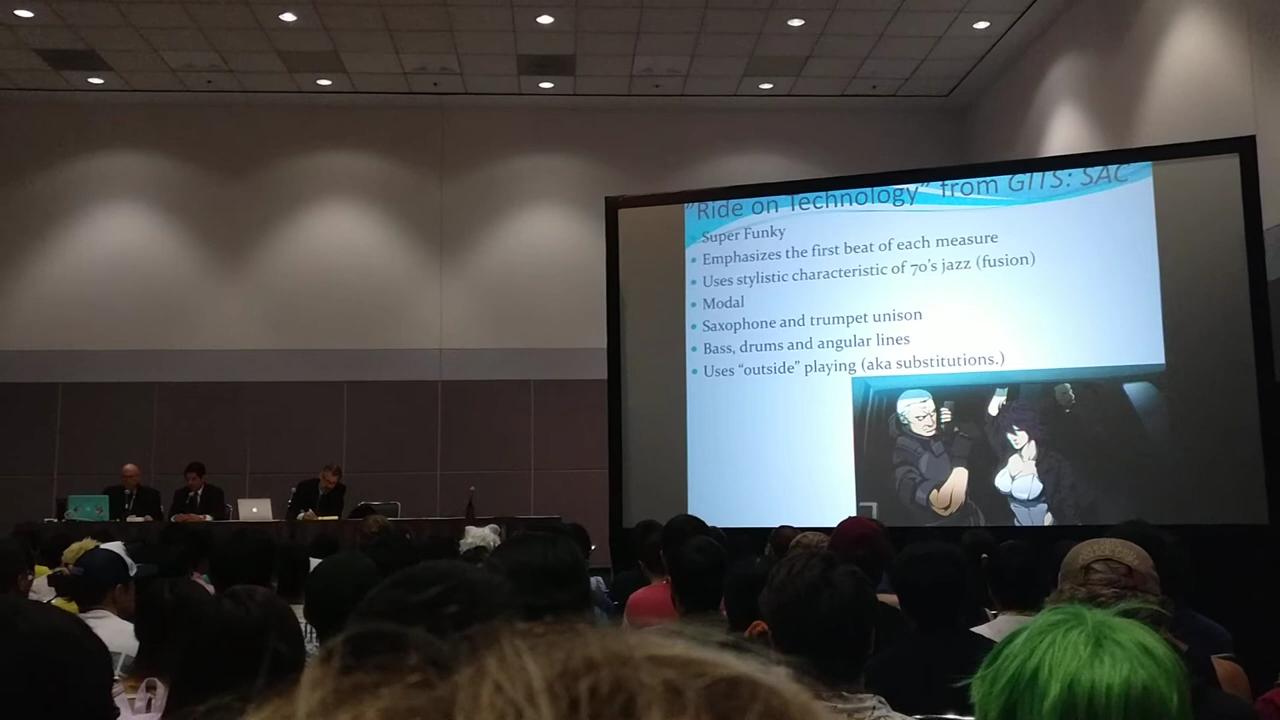 "Ride on Technology" from GITS: SAC
Super Funky
Emphasizes the first beat of each measure
Uses stylistic characteristic of 70's jazz (fusion)
Modal
Saxophone and trumpet unison
Bass, drums and angular lines
Uses "outside" playing (aka substitutions.)